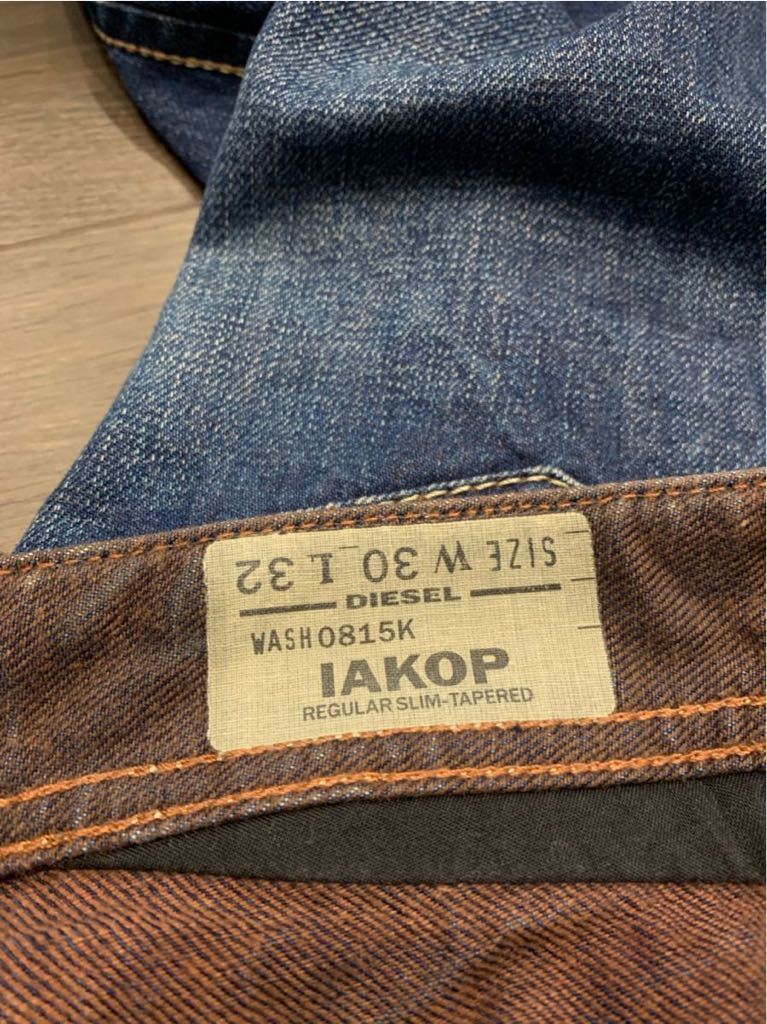 SIZE W 30 L 32
DIESEL
WASH 0815K
IAKOP
REGULAR SLIM-TAPERED